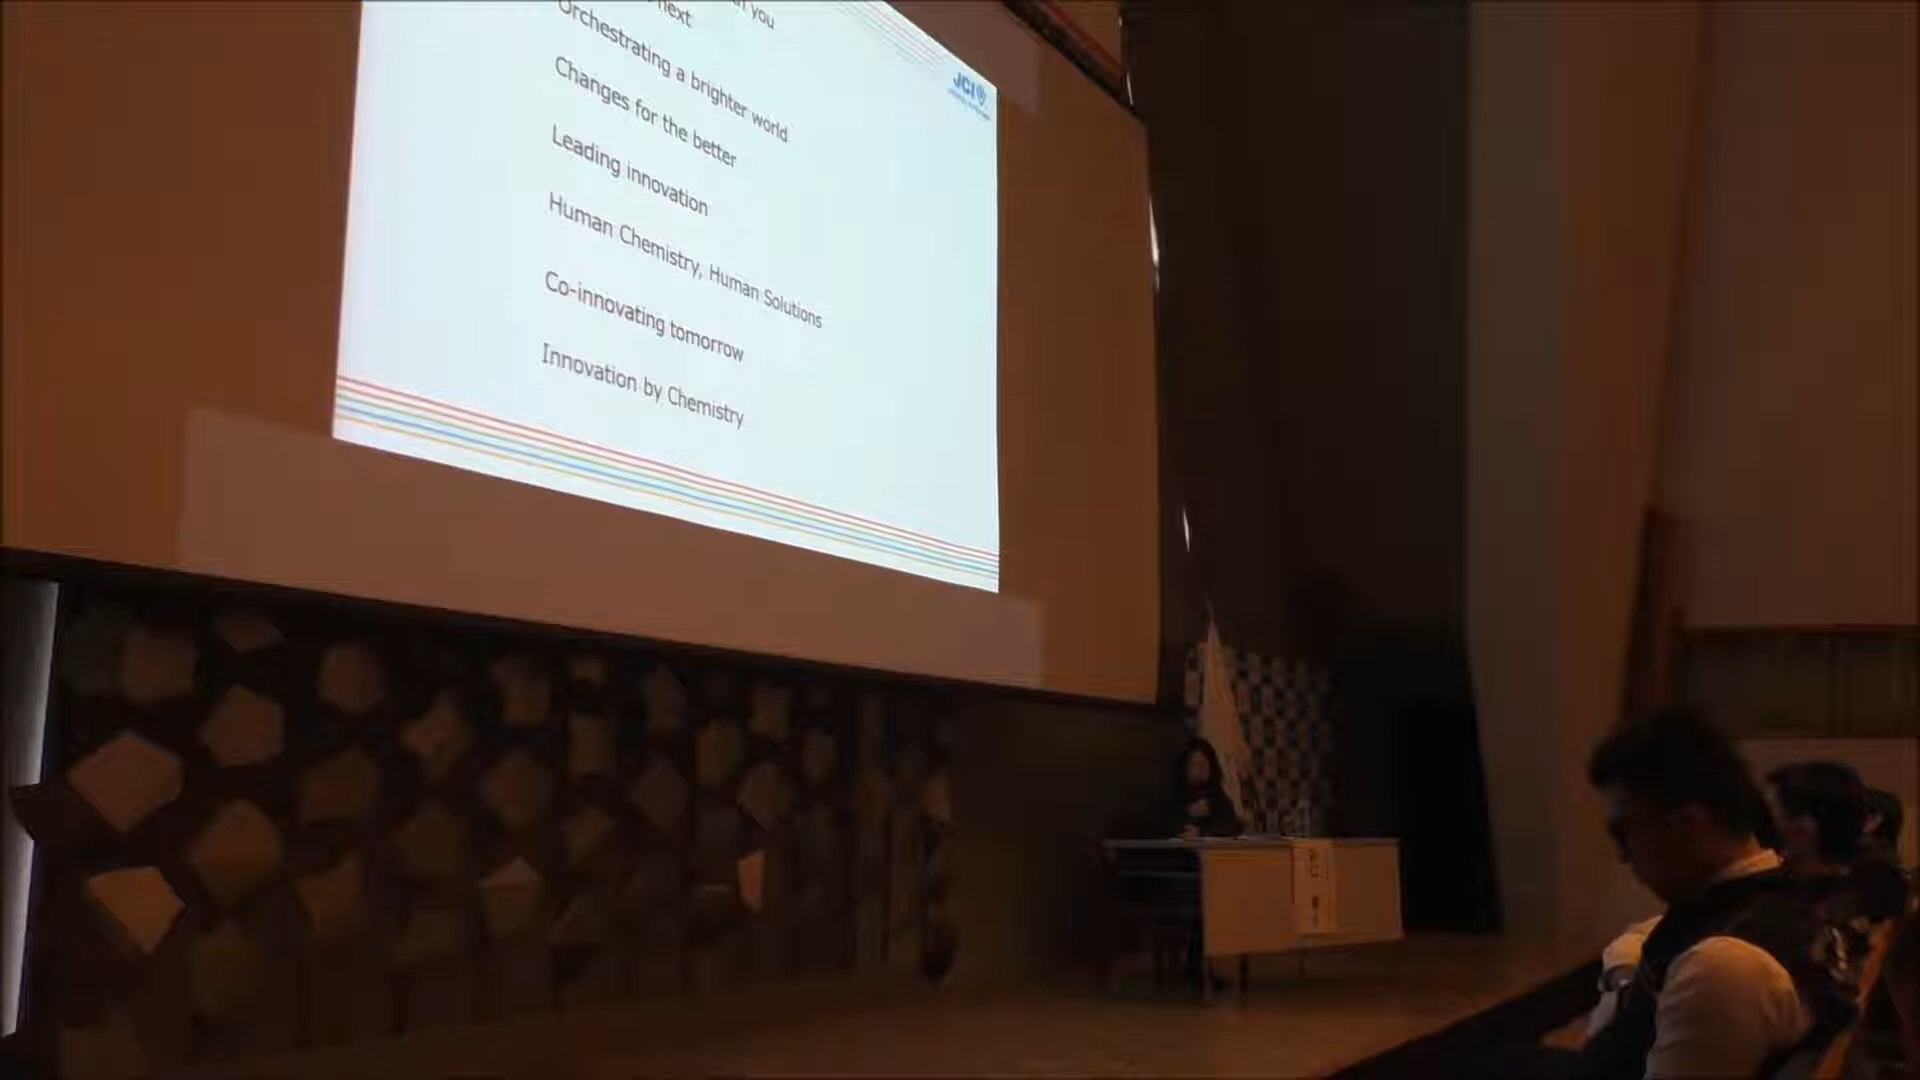 you
next
Orchestrating a brighter world
JCI
Changes for the better
Leading innovation
Human Chemistry, Human Solutions
Co-innovating tomorrow
Innovation by Chemistry